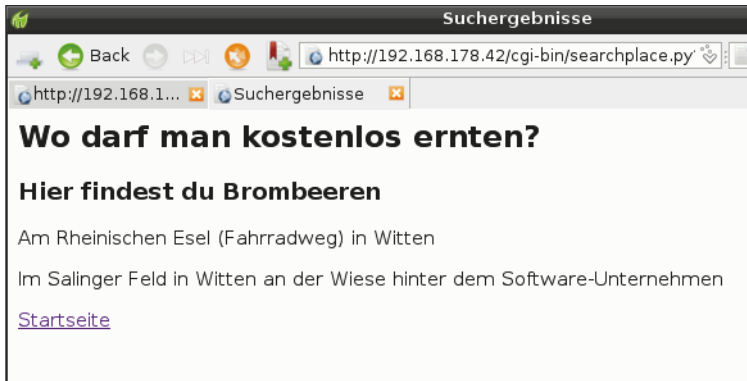 Suchergebnisse
Back
http://192.168.178.42/cgi-bin/searchplace.py
http://192.168.1...
Suchergebnisse
Wo darf man kostenlos ernten?
Hier findest du Brombeeren
Am Rheinischen Esel (Fahrradweg) in Witten
Im Salinger Feld in Witten an der Wiese hinter dem Software-Unternehmen
Startseite